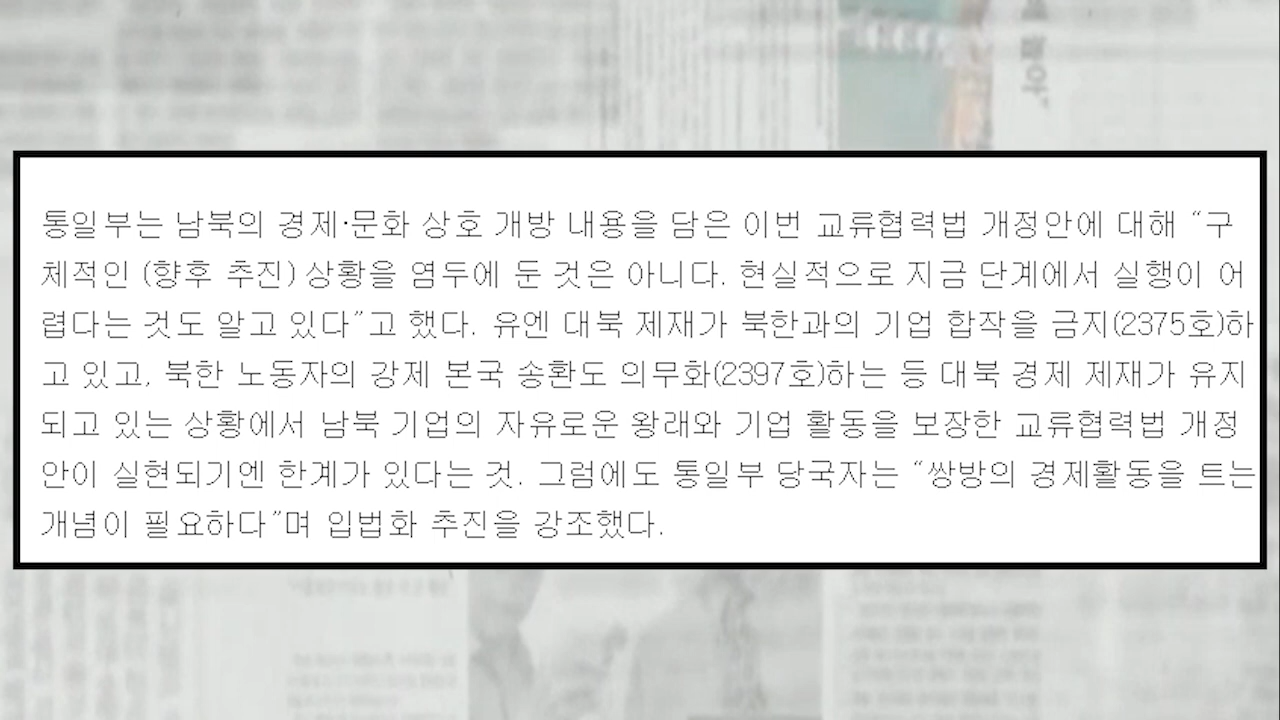 통일부는 남북의 경제·문화 상호 개방 내용을 담은 이번 교류협력법 개정안에 대해 “구
체적인 (향후 추진) 상황을 염두에 둔 것은 아니다. 현실적으로 지금 단계에서 실행이 어
렵다는 것도 알고 있다”고 했다. 유엔 대북 제재가 북한과의 기업 합작을 금지(2375호)하
고 있고, 북한 노동자의 강제 본국 송환도 의무화(2397호)하는 등 대북 경제 제재가 유지
되고 있는 상황에서 남북 기업의 자유로운 왕래와 기업 활동을 보장한 교류협력법 개정
안이 실현되기엔 한계가 있다는 것. 그럼에도 통일부 당국자는 “쌍방의 경제활동을 트는
개념이 필요하다”며 입법화 추진을 강조했다.